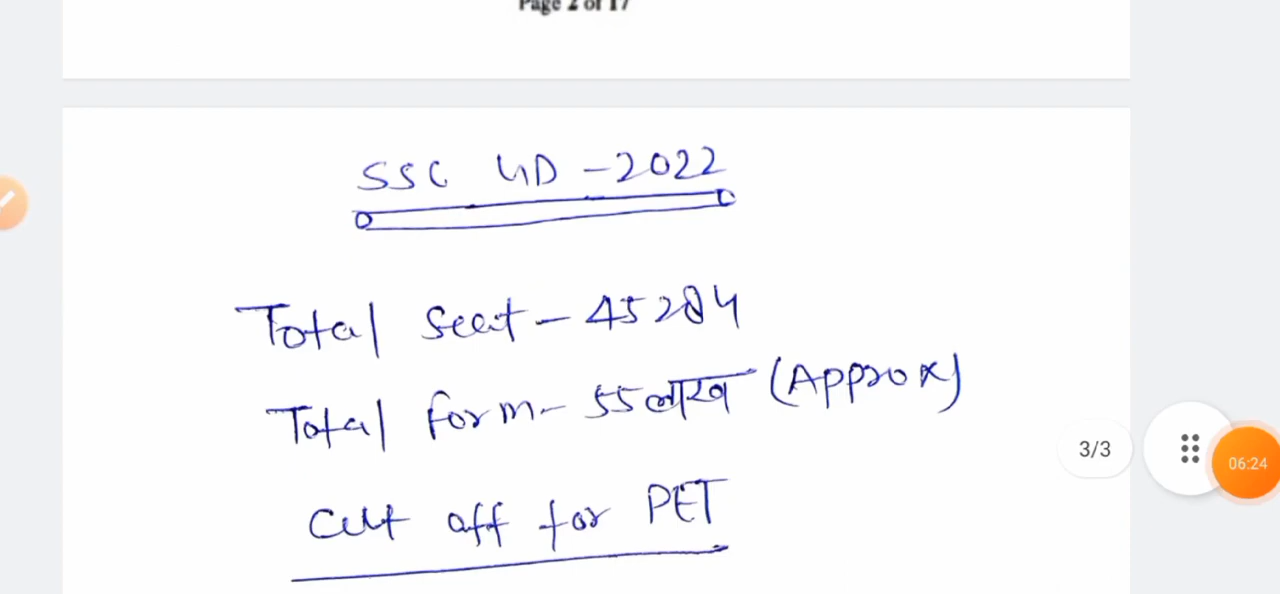 Page 2 of 17
SSC GD - 2022
Total Seat - 45284
Total form - 55 लाख (Approx)
3/3
06:24
Cut off for PET